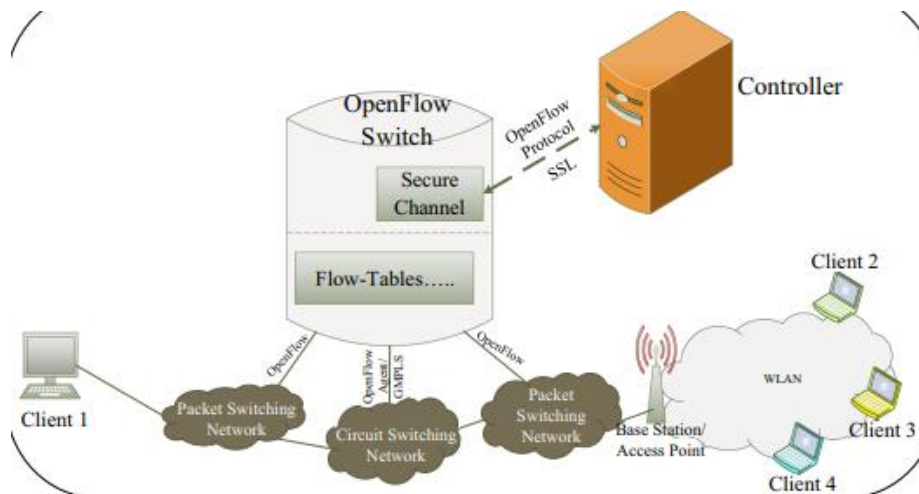 OpenFlow
Switch
Secure
Channel
Flow-Tables.....
OpenFlow
Protocol
SSL
Controller
Client 2
OpenFlow
OpenFlow
Agent/
GMPLS
OpenFlow
WLAN
Client 1
Packet Switching
Network
Circuit Switching
Network
Packet
Switching
Network
Base Station/
Access Point
Client 3
Client 4